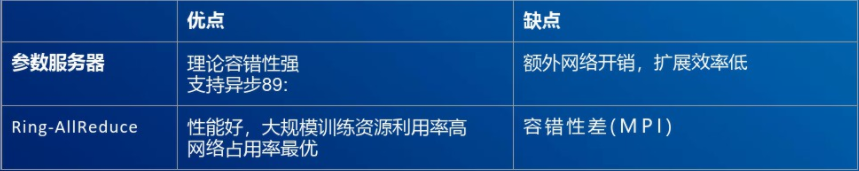 优点
缺点
参数服务器
理论容错性强
支持异步89:
额外网络开销，扩展效率低
Ring-AllReduce
性能好，大规模训练资源利用率高
网络占用率最优
容错性差(MPI)